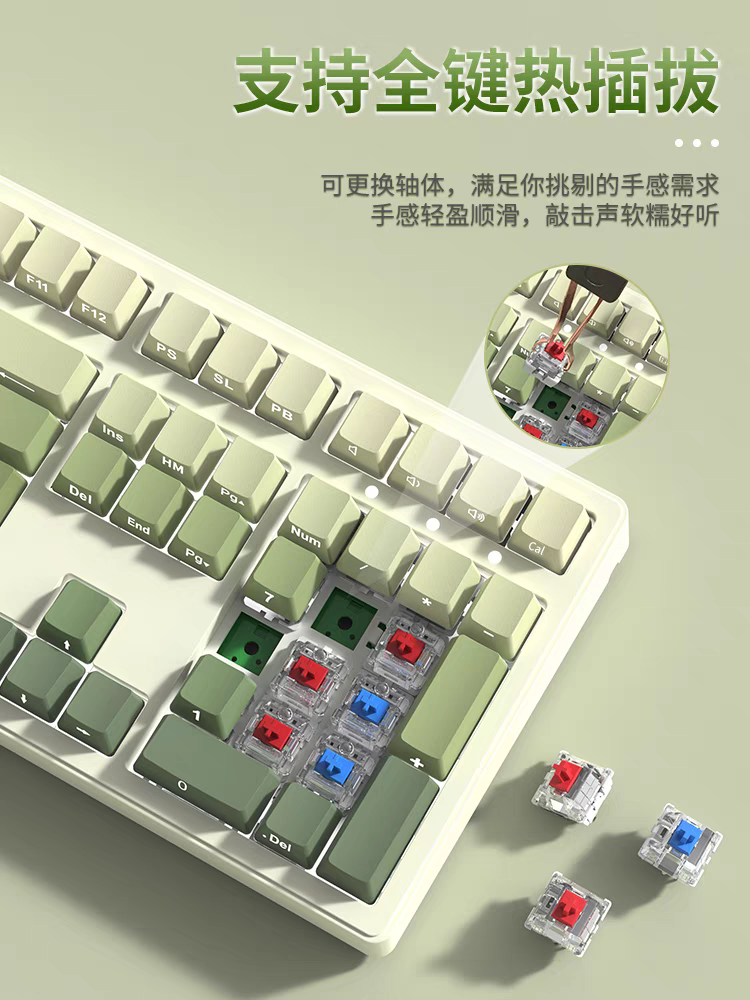 支持全键热插拔
可更换轴体，满足你挑剔的手感需求
手感轻盈顺滑，敲击声软糯好听
F11
F12
PS
SL
PB
Ins
HM
Pg
Del
End
Pg
Num
/
*
-
Cal
7
+
1
0
. Del
7